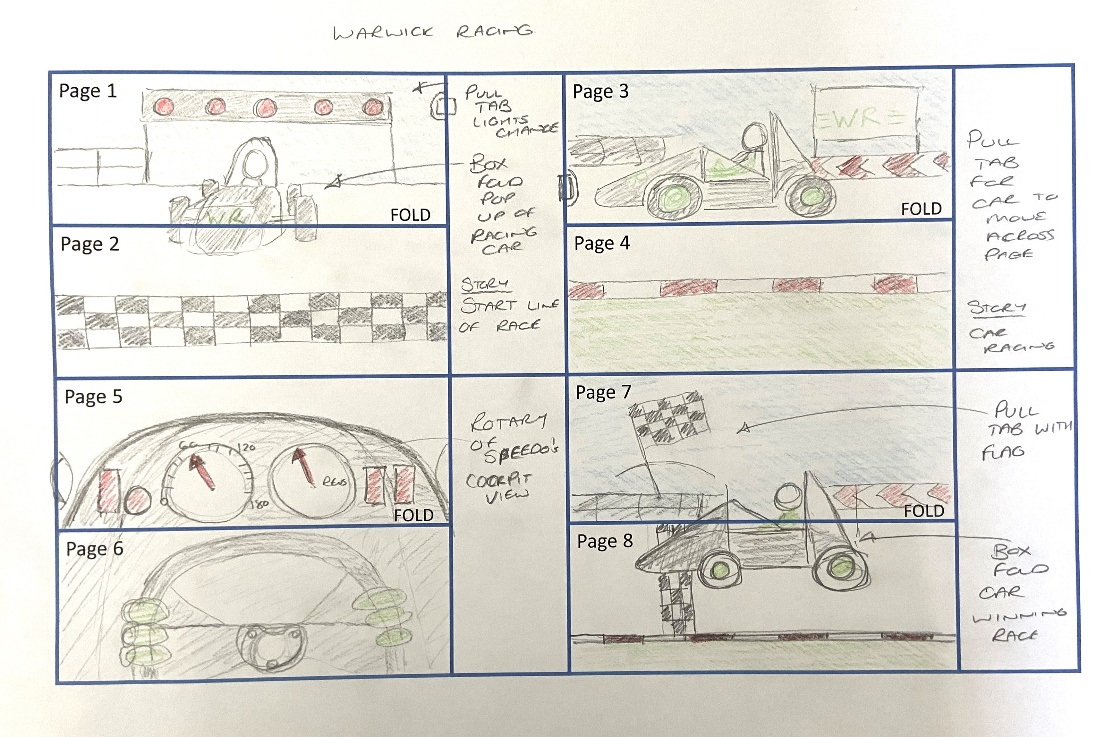 WARWICK RACING
Page 1
WR
FOLD
PULL
TAB
LIGHTS
CHANGE
BOX
FOLD
POP
UP OF
RACING
CAR
Page 2
STORY
START LINE
OF RACE
Page 3
WR
FOLD
PULL
TAB
FOR
CAR TO
MOVE
ACROSS
PAGE
Page 4
STORY
CAR
RACING
Page 5
60
120
0
180
REVS
FOLD
ROTARY
OF
SPEEDO'S
COCKPIT
VIEW
Page 6
Page 7
FOLD
PULL
TAB WITH
FLAG
Page 8
BOX
FOLD
CAR
WINNING
RACE